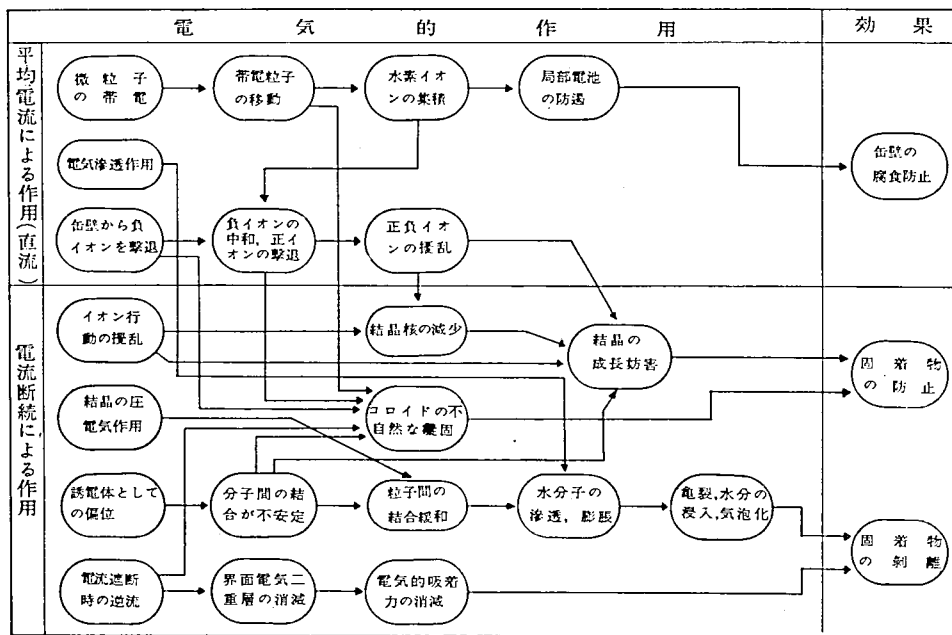 電気的作用
効果
平均電流による作用(直流)
微粒子
の帯電
帯電粒子
の移動
水素イオ
ンの集積
局部電池
の防遏
電気滲透作用
缶壁の
腐食防止
缶壁から負
イオンを撃退
負イオンの
中和，正イ
オンの撃退
正負イオ
ンの擾乱
電流断続による作用
イオン行
動の擾乱
結晶核の減少
結晶の
成長妨害
固着物
の防止
結晶の圧
電気作用
コロイドの不
自然な凝固
誘電体として
の偏位
分子間の結
合が不安定
粒子間の
結合緩和
水分子の
滲透，膨脹
亀裂，水分の
浸入，気泡化
固着物
の剝離
電流遮断
時の逆流
界面電気二
重層の消滅
電気的吸着
力の消滅